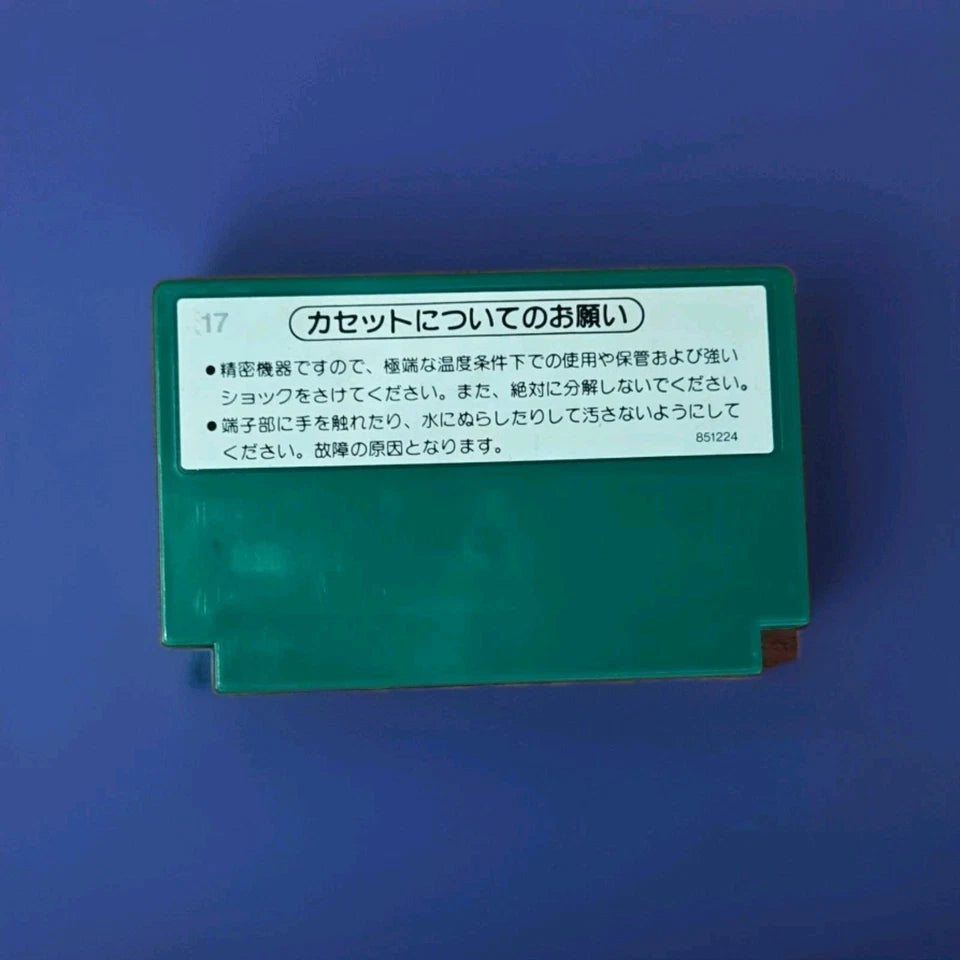 17
カセットについてのお願い
●精密機器ですので、極端な温度条件下での使用や保管および強い
ショックをさけてください。また、絶対に分解しないでください。
●端子部に手を触れたり、水にぬらしたりして汚さないようにして
ください。故障の原因となります。
851224